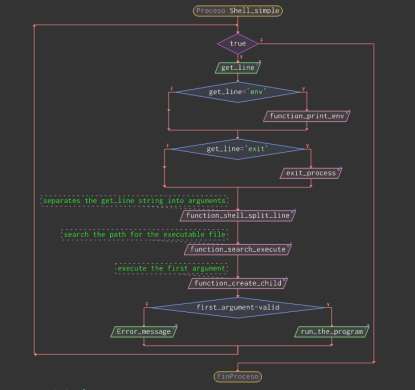 Proceso Shell_simple
true
F
V
get_line
get_line='env'
F
V
function_print_env
get_line='exit'
F
V
exit_process
separates the get_line string into arguments
function_shell_split_line
search the path for the executable file
function_search_execute
execute the first argument
function_create_child
first_argument=valid
F
V
Error_message
run_the_program
FinProceso